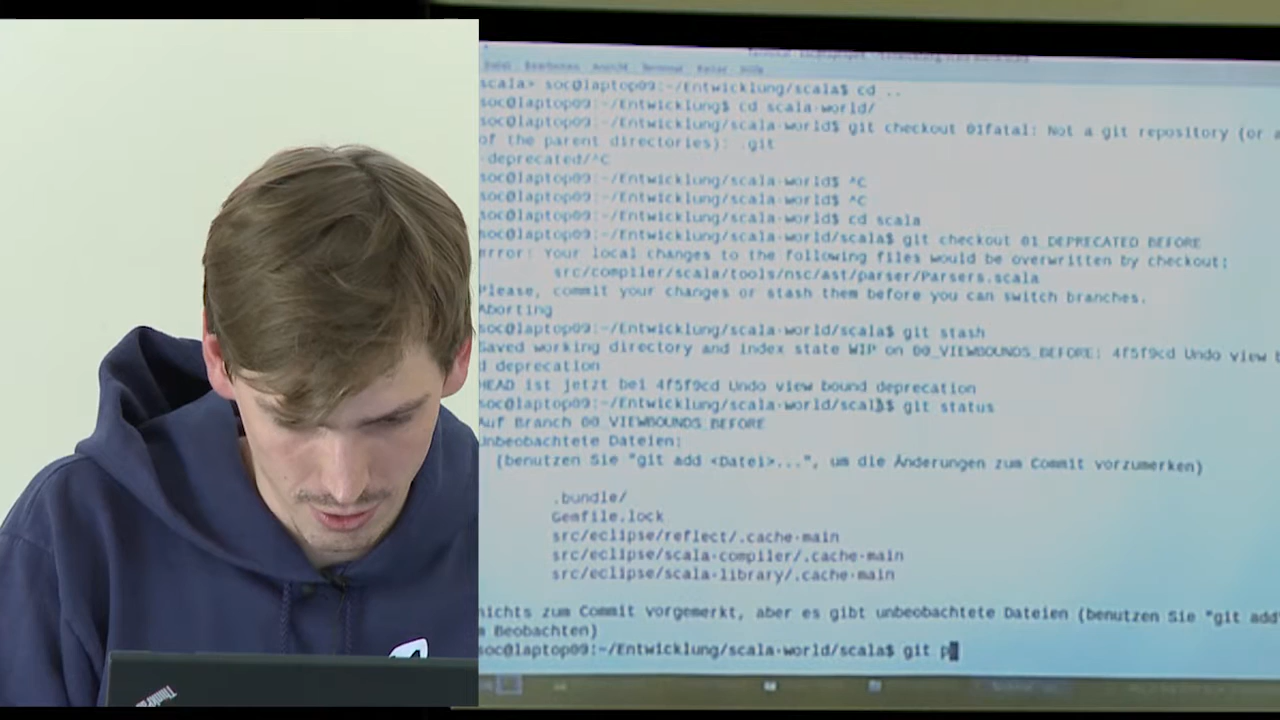 scala> soc@laptop09:~/Entwicklung/scala$ cd ..
soc@laptop09:~/Entwicklung$ cd scala-world/
soc@laptop09:~/Entwicklung/scala-world$ git checkout 01fatal: Not a git repository (or a
of the parent directories): .git
-deprecated/^C
soc@laptop09:~/Entwicklung/scala-world$ ^C
soc@laptop09:~/Entwicklung/scala-world$ ^C
soc@laptop09:~/Entwicklung/scala-world$ cd scala
soc@laptop09:~/Entwicklung/scala-world/scala$ git checkout 01_DEPRECATED_BEFORE
error: Your local changes to the following files would be overwritten by checkout:
src/compiler/scala/tools/nsc/ast/parser/Parsers.scala
Please, commit your changes or stash them before you can switch branches.
Aborting
soc@laptop09:~/Entwicklung/scala-world/scala$ git stash
Saved working directory and index state WIP on 00_VIEWBOUNDS_BEFORE: 4f5f9cd Undo view b
d deprecation
HEAD ist jetzt bei 4f5f9cd Undo view bound deprecation
soc@laptop09:~/Entwicklung/scala-world/scala$ git status
Auf Branch 00_VIEWBOUNDS_BEFORE
Unbeobachtete Dateien:
(benutzen Sie "git add <Datei>...", um die Änderungen zum Commit vorzumerken)
.bundle/
Gemfile.lock
src/eclipse/reflect/.cache-main
src/eclipse/scala-compiler/.cache-main
src/eclipse/scala-library/.cache-main
nichts zum Commit vorgemerkt, aber es gibt unbeobachtete Dateien (benutzen Sie "git add"
m Beobachten)
soc@laptop09:~/Entwicklung/scala-world/scala$ git p